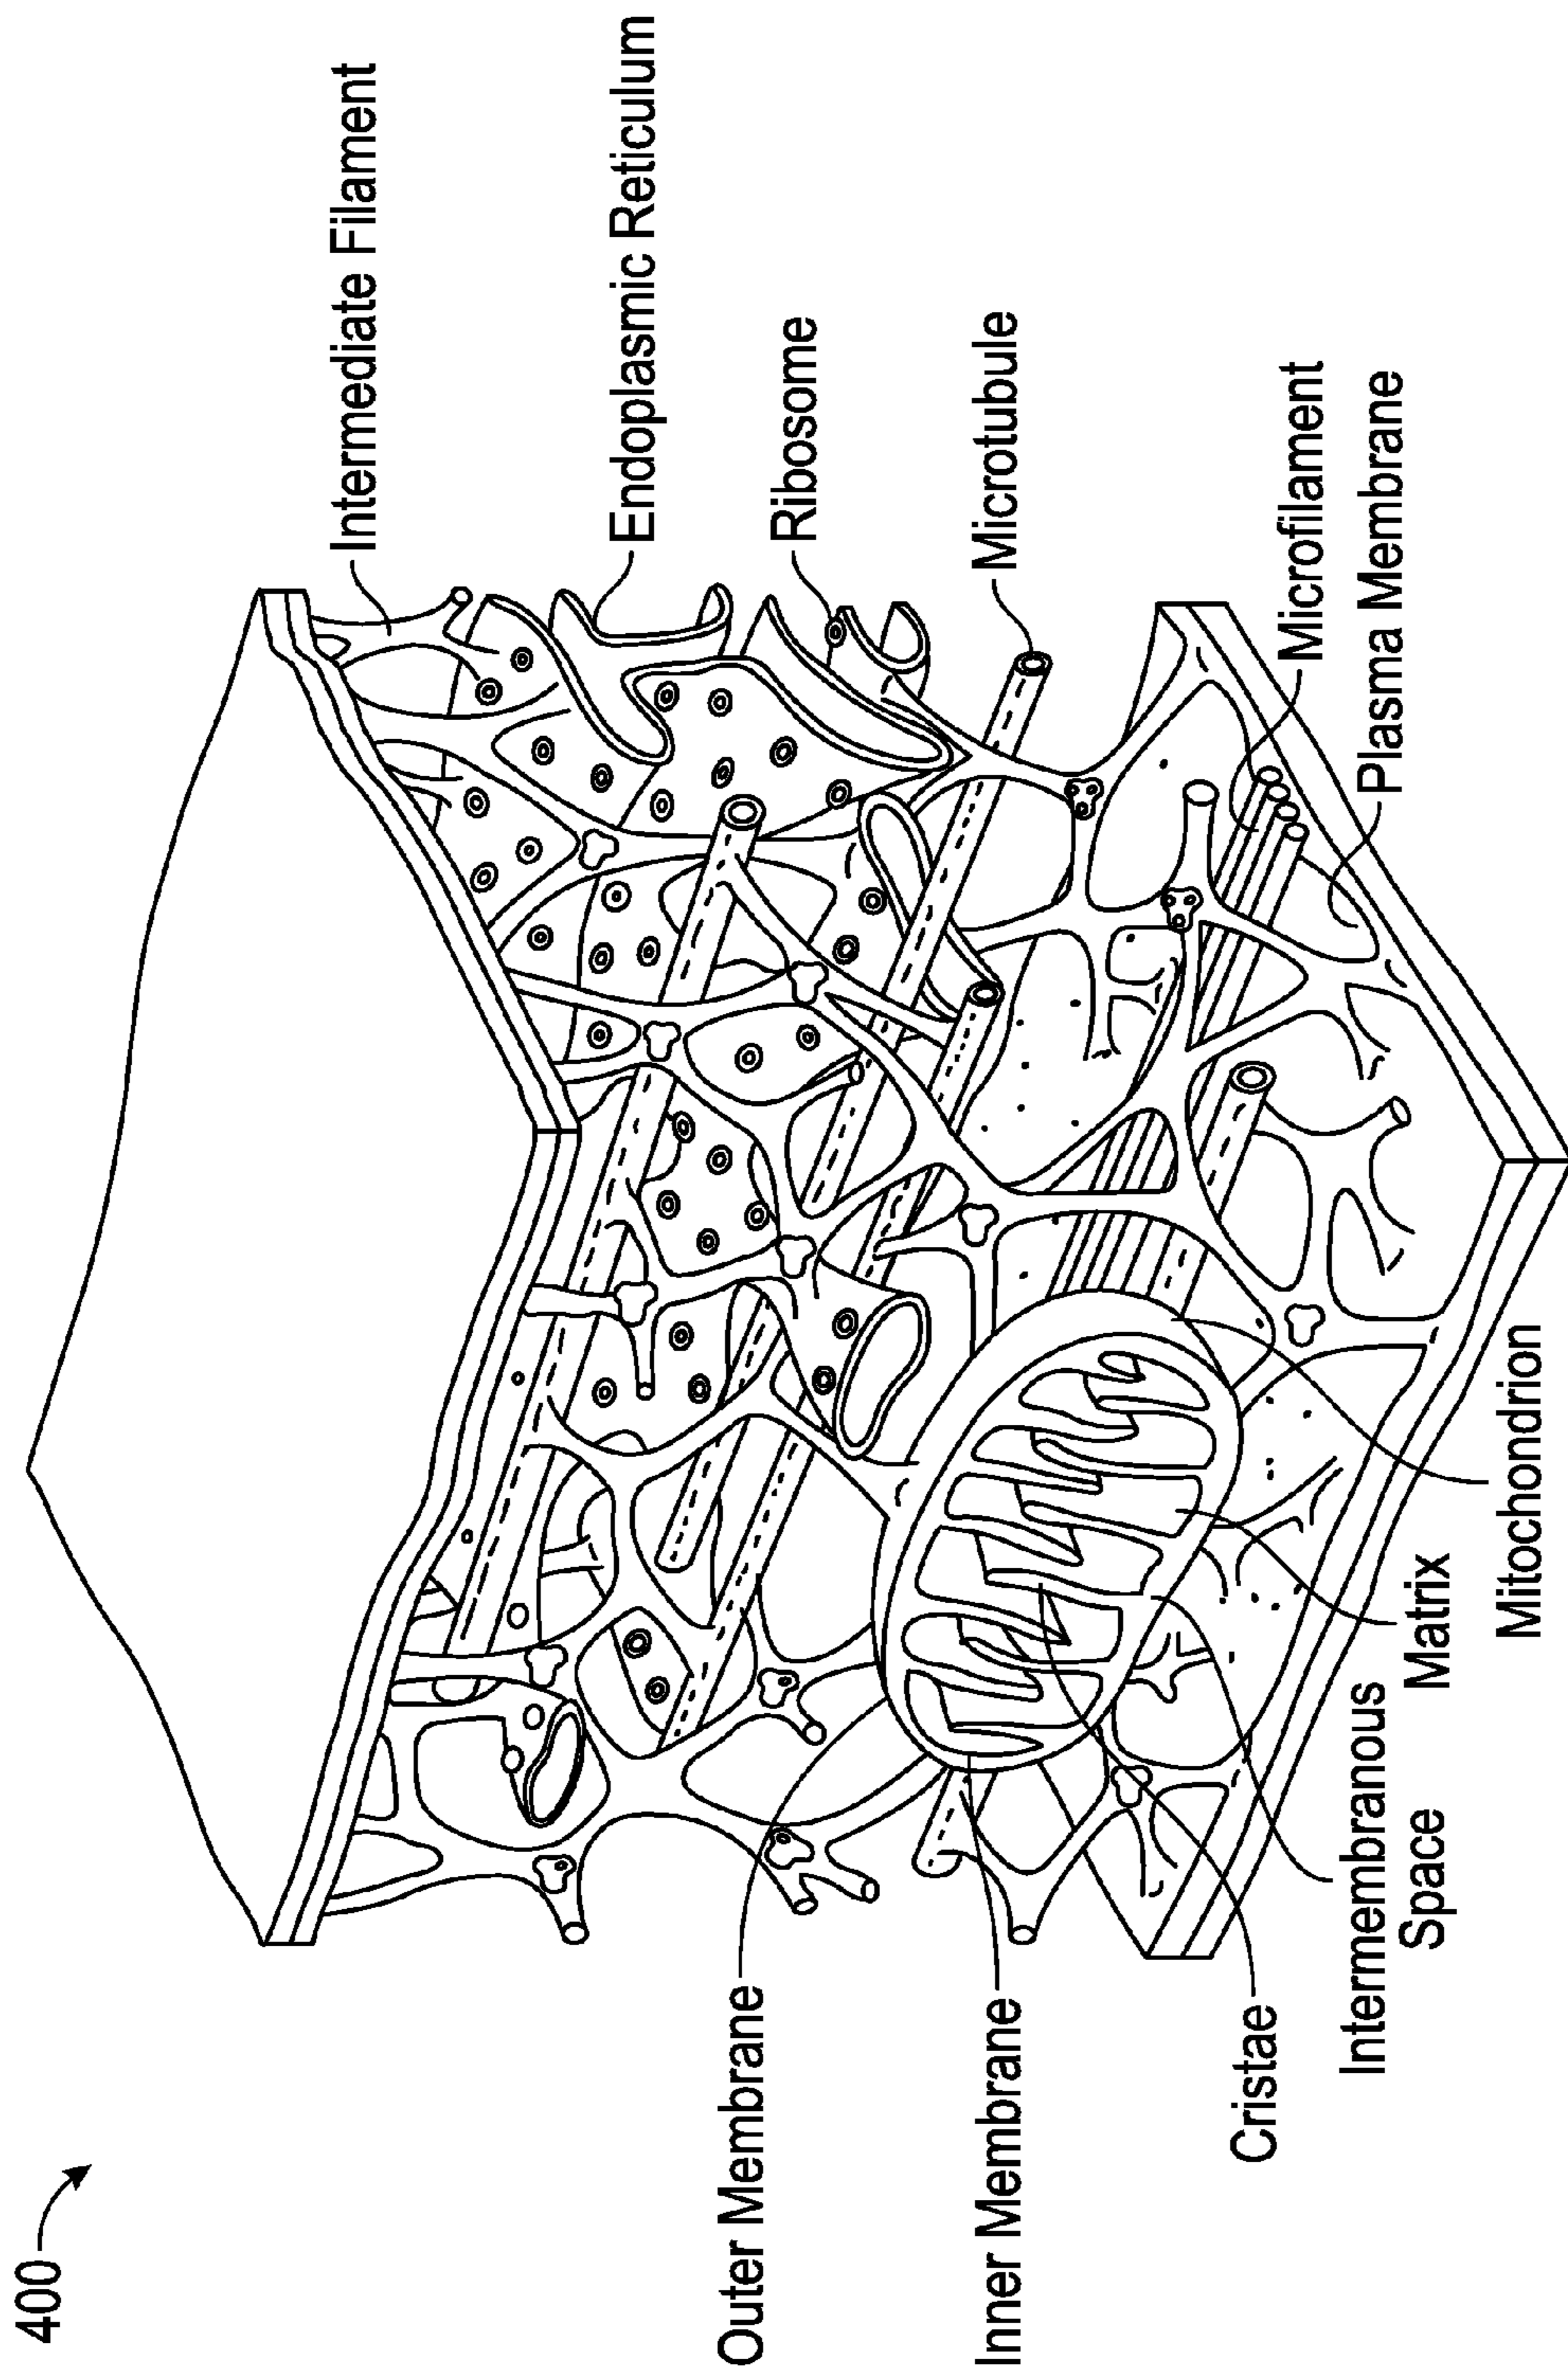 400
Intermediate Filament
Endoplasmic Reticulum
Ribosome
Microtubule
Microfilament
Plasma Membrane
Outer Membrane
Inner Membrane
Cristae
Intermembranous
Space
Matrix
Mitochondrion